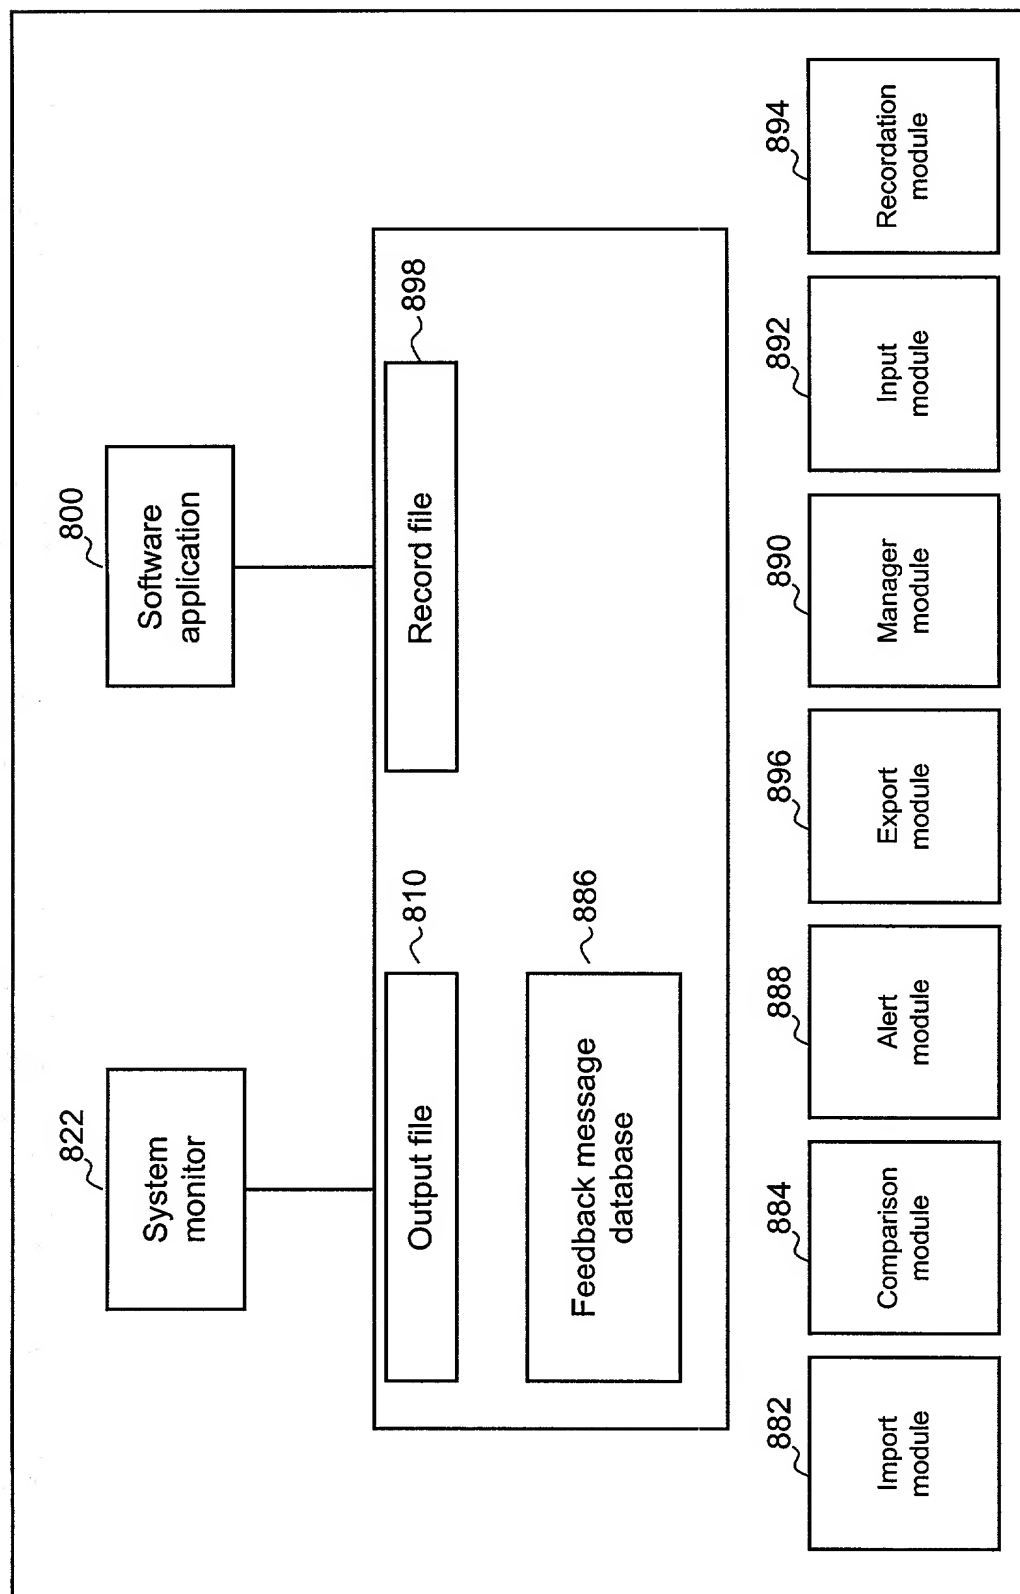 822
System
monitor
800
Software
application
Output file
810
Record file
898
Feedback message
database
886
882
Import
module
884
Comparison
module
888
Alert
module
896
Export
module
890
Manager
module
892
Input
module
894
Recordation
module